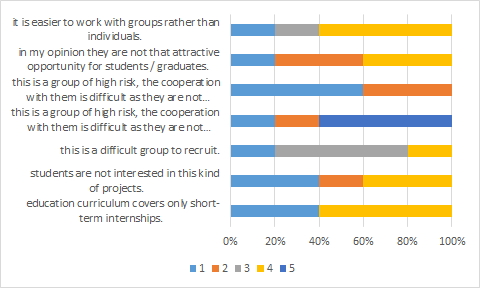 it is easier to work with groups rather than
individuals.
in my opinion they are not that attractive
opportunity for students / graduates.
this is a group of high risk, the cooperation
with them is difficult as they are not...
this is a group of high risk, the cooperation
with them is difficult as they are not...
this is a difficult group to recruit.
students are not interested in this kind
of projects.
education curriculum covers only short-
term internships.
0% 20% 40% 60% 80% 100%
1 2 3 4 5